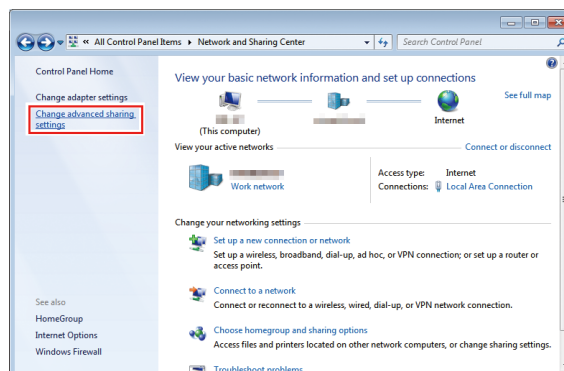 « All Control Panel Items ▸ Network and Sharing Center
Search Control Panel
Control Panel Home
Change adapter settings
Change advanced sharing
settings
See also
HomeGroup
Internet Options
Windows Firewall
View your basic network information and set up connections
See full map
(This computer)
Internet
View your active networks
Connect or disconnect
Work network
Access type: Internet
Connections: Local Area Connection
Change your networking settings
Set up a new connection or network
Set up a wireless, broadband, dial-up, ad hoc, or VPN connection; or set up a router or
access point.
Connect to a network
Connect or reconnect to a wireless, wired, dial-up, or VPN network connection.
Choose homegroup and sharing options
Access files and printers located on other network computers, or change sharing settings.
Troubleshoot problems